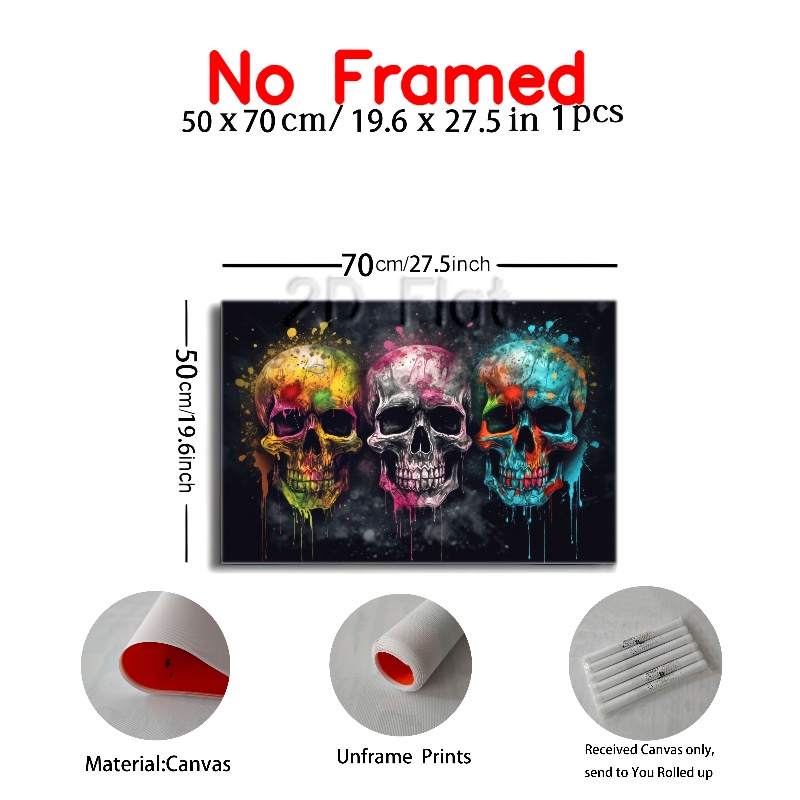 No Framed
50 x 70 cm/ 19.6 x 27.5 in 1pcs
70cm/27.5inch
2D Flat
50cm/19.6inch
Material:Canvas
Unframe Prints
Received Canvas only,
send to You Rolled up